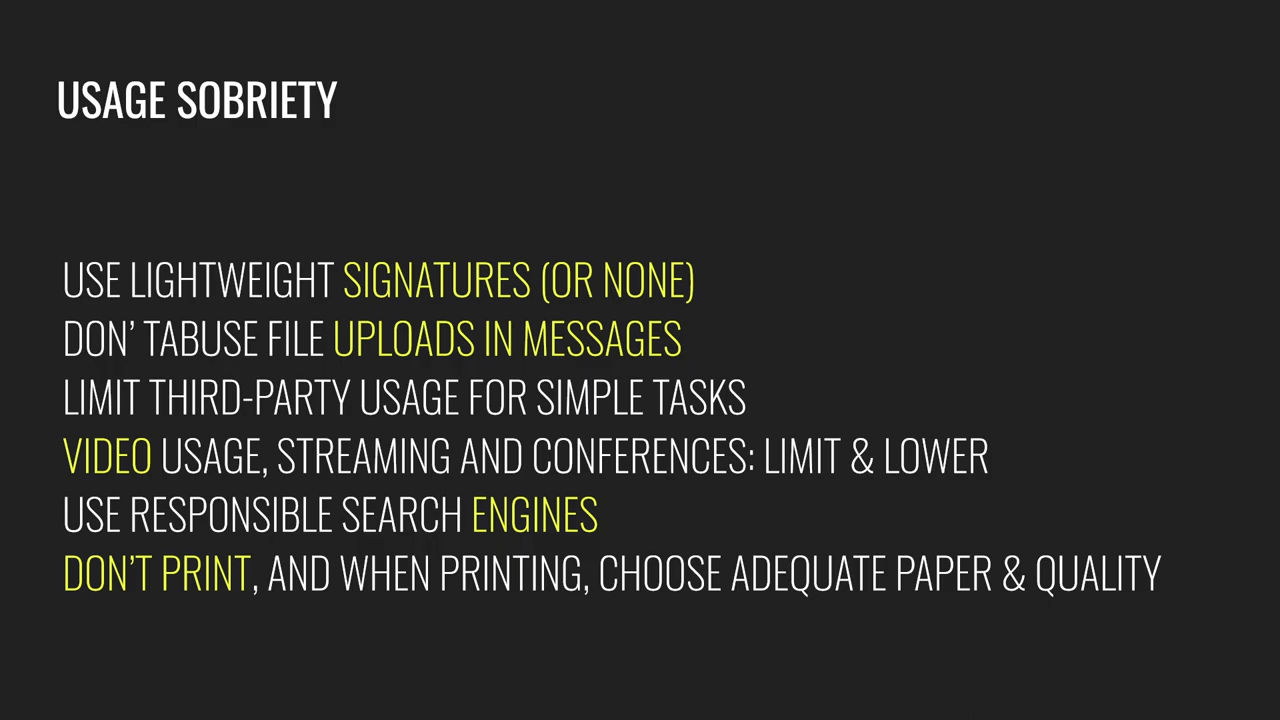 USAGE SOBRIETY
USE LIGHTWEIGHT SIGNATURES (OR NONE)
DON’ TABUSE FILE UPLOADS IN MESSAGES
LIMIT THIRD-PARTY USAGE FOR SIMPLE TASKS
VIDEO USAGE, STREAMING AND CONFERENCES: LIMIT & LOWER
USE RESPONSIBLE SEARCH ENGINES
DON’T PRINT, AND WHEN PRINTING, CHOOSE ADEQUATE PAPER & QUALITY